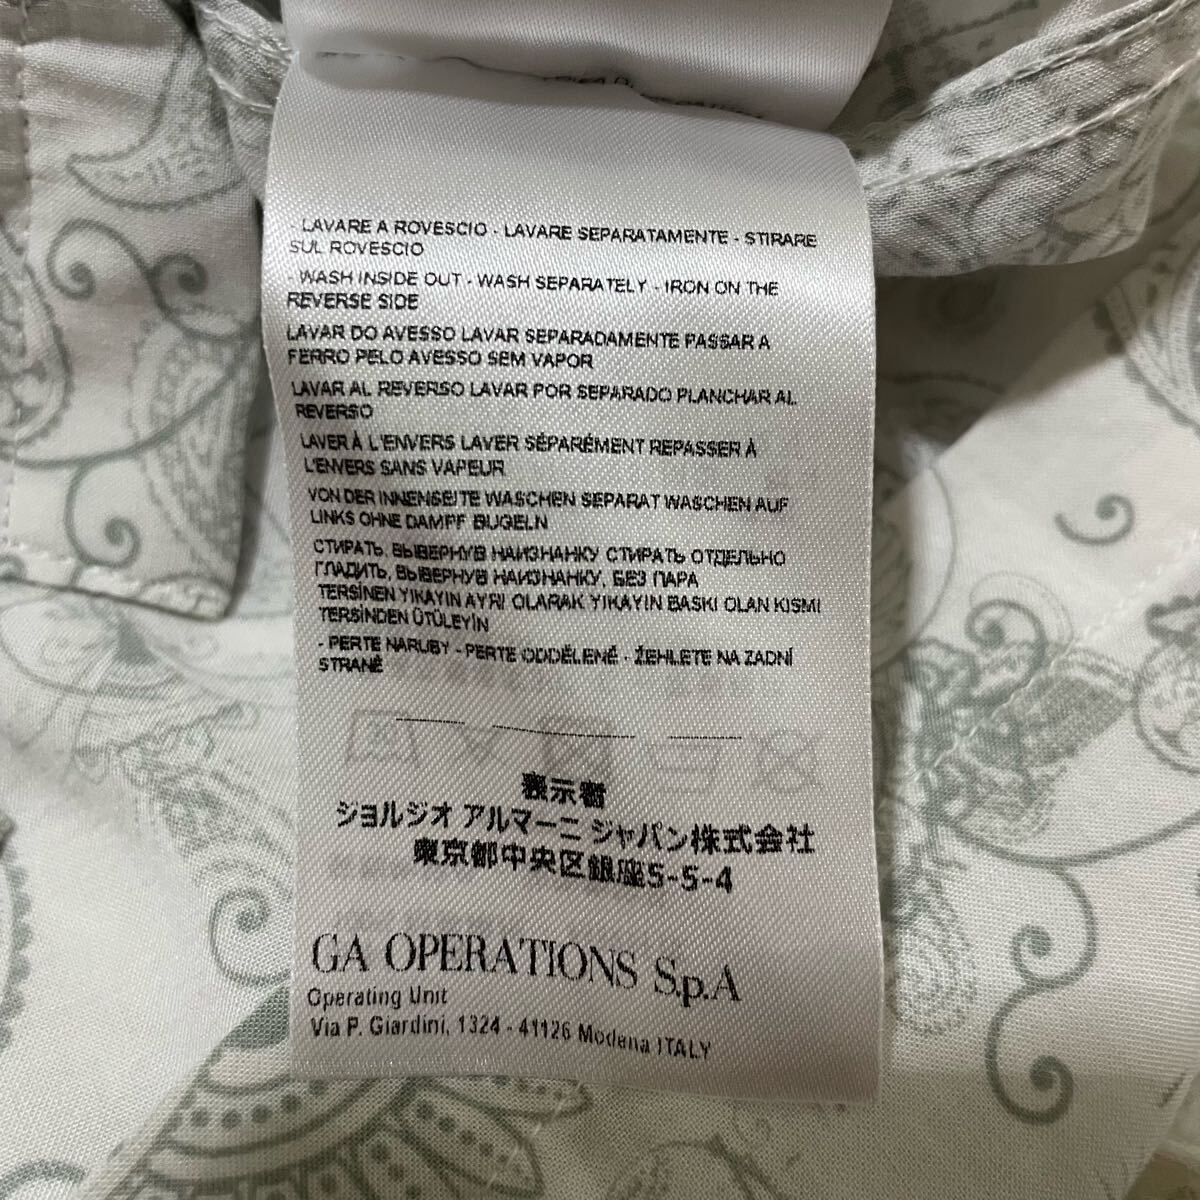 - LAVARE A ROVESCIO - LAVARE SEPARATAMENTE - STIRARE
SUL ROVESCIO
- WASH INSIDE OUT - WASH SEPARATELY - IRON ON THE
REVERSE SIDE
LAVAR DO AVESSO LAVAR SEPARADAMENTE PASSAR A
FERRO PELO AVESSO SEM VAPOR
LAVAR AL REVERSO LAVAR POR SEPARADO PLANCHAR AL
REVERSO
LAVER À L'ENVERS LAVER SÉPARÉMENT REPASSER À
L'ENVERS SANS VAPEUR
VON DER INNENSEITE WASCHEN SEPARAT WASCHEN AUF
LINKS OHNE DAMPF BUGELN
СТИРАТЬ, ВЫВЕРНУВ НАИЗНАНКУ СТИРАТЬ ОТДЕЛЬНО
ГЛАДИТЬ, ВЫВЕРНУВ НАИЗНАНКУ, БЕЗ ПАРА
TERSİNEN YIKAYIN AYRI OLARAK YIKAYIN BASKI OLAN KISMI
TERSİNDEN ÜTÜLEYİN
- PERTE NARUBY - PERTE ODDĚLENĚ - ŽEHLETE NA ZADNÍ
STRANĚ
表示者
ジョルジオ アルマーニ ジャパン株式会社
東京都中央区銀座5-5-4
GA OPERATIONS S.p.A
Operating Unit
Via P. Giardini, 1324 - 41126 Modena ITALY